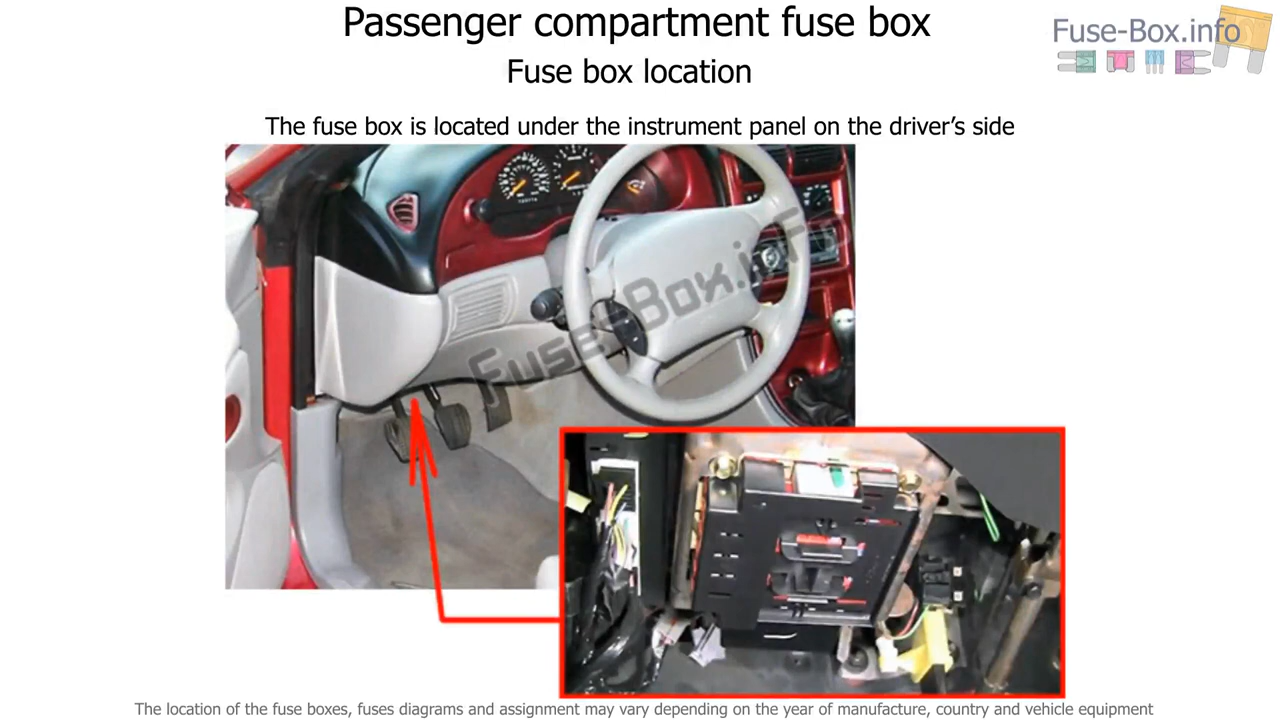 Passenger compartment fuse box
Fuse-Box.info
Fuse box location
The fuse box is located under the instrument panel on the driver’s side
FusesBox.info
The location of the fuse boxes, fuses diagrams and assignment may vary depending on the year of manufacture, country and vehicle equipment